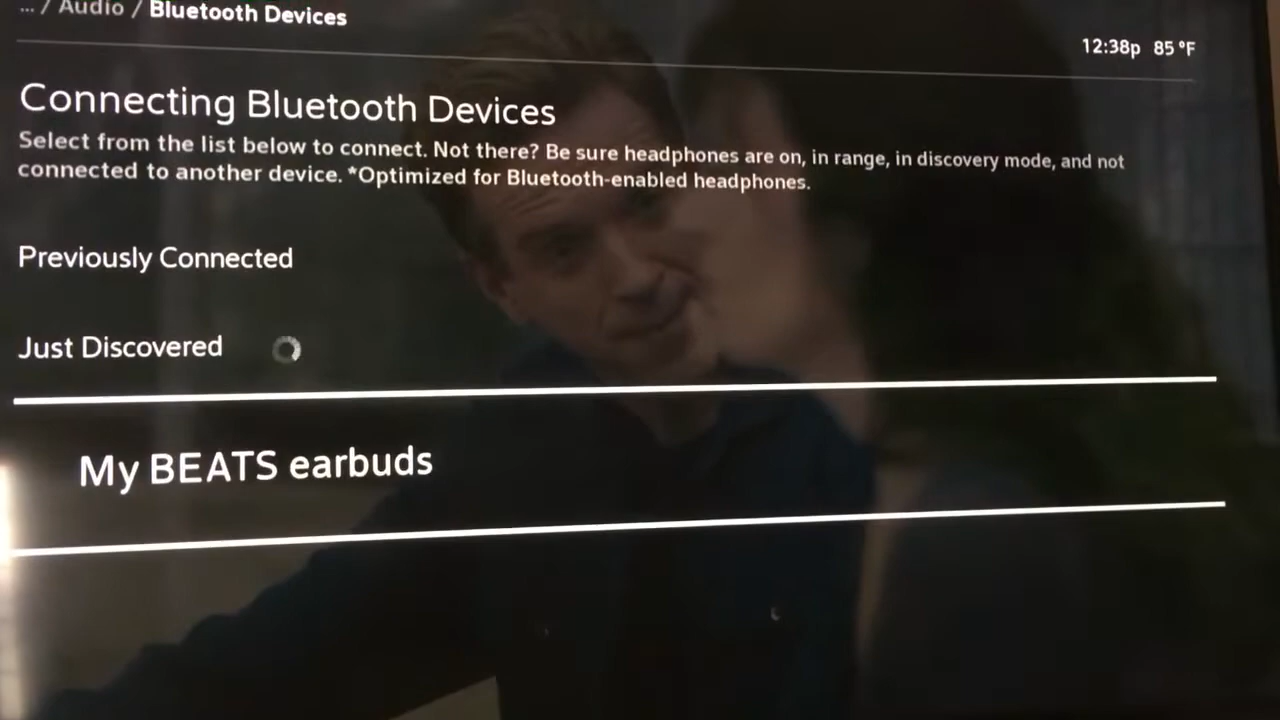 ... / Audio / Bluetooth Devices
12:38p 85 °F
Connecting Bluetooth Devices
Select from the list below to connect. Not there? Be sure headphones are on, in range, in discovery mode, and not
connected to another device. *Optimized for Bluetooth-enabled headphones.
Previously Connected
Just Discovered
My BEATS earbuds